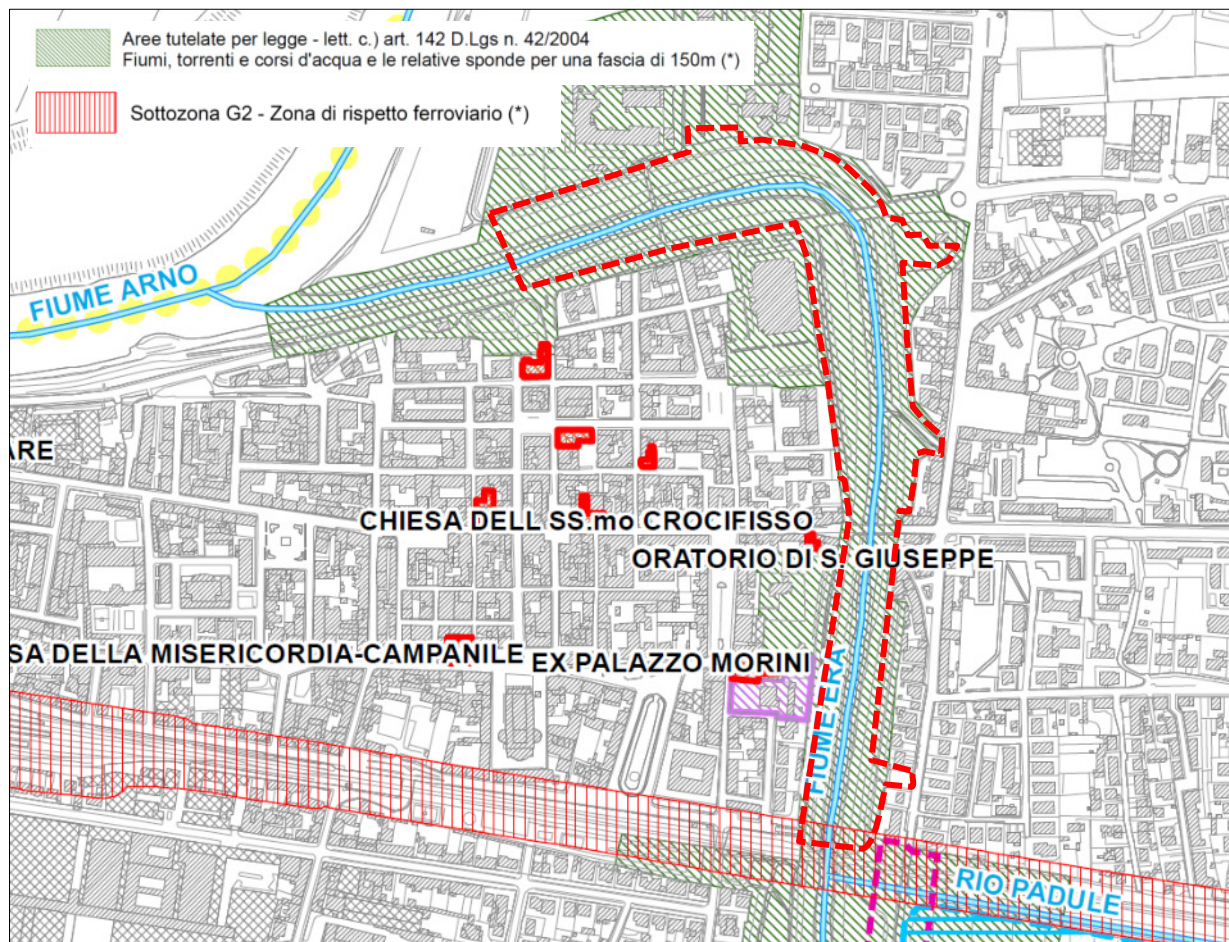 Aree tutelate per legge - lett. c.) art. 142 D.Lgs n. 42/2004
Fiumi, torrenti e corsi d'acqua e le relative sponde per una fascia di 150m (*)
Sottozona G2 - Zona di rispetto ferroviario (*)
FIUME ARNO
ARE
CHIESA DELL SS.mo CROCIFISSO
ORATORIO DI S. GIUSEPPE
SA DELLA MISERICORDIA-CAMPANILE
EX PALAZZO MORINI
FIUME ERA
RIO PADULE